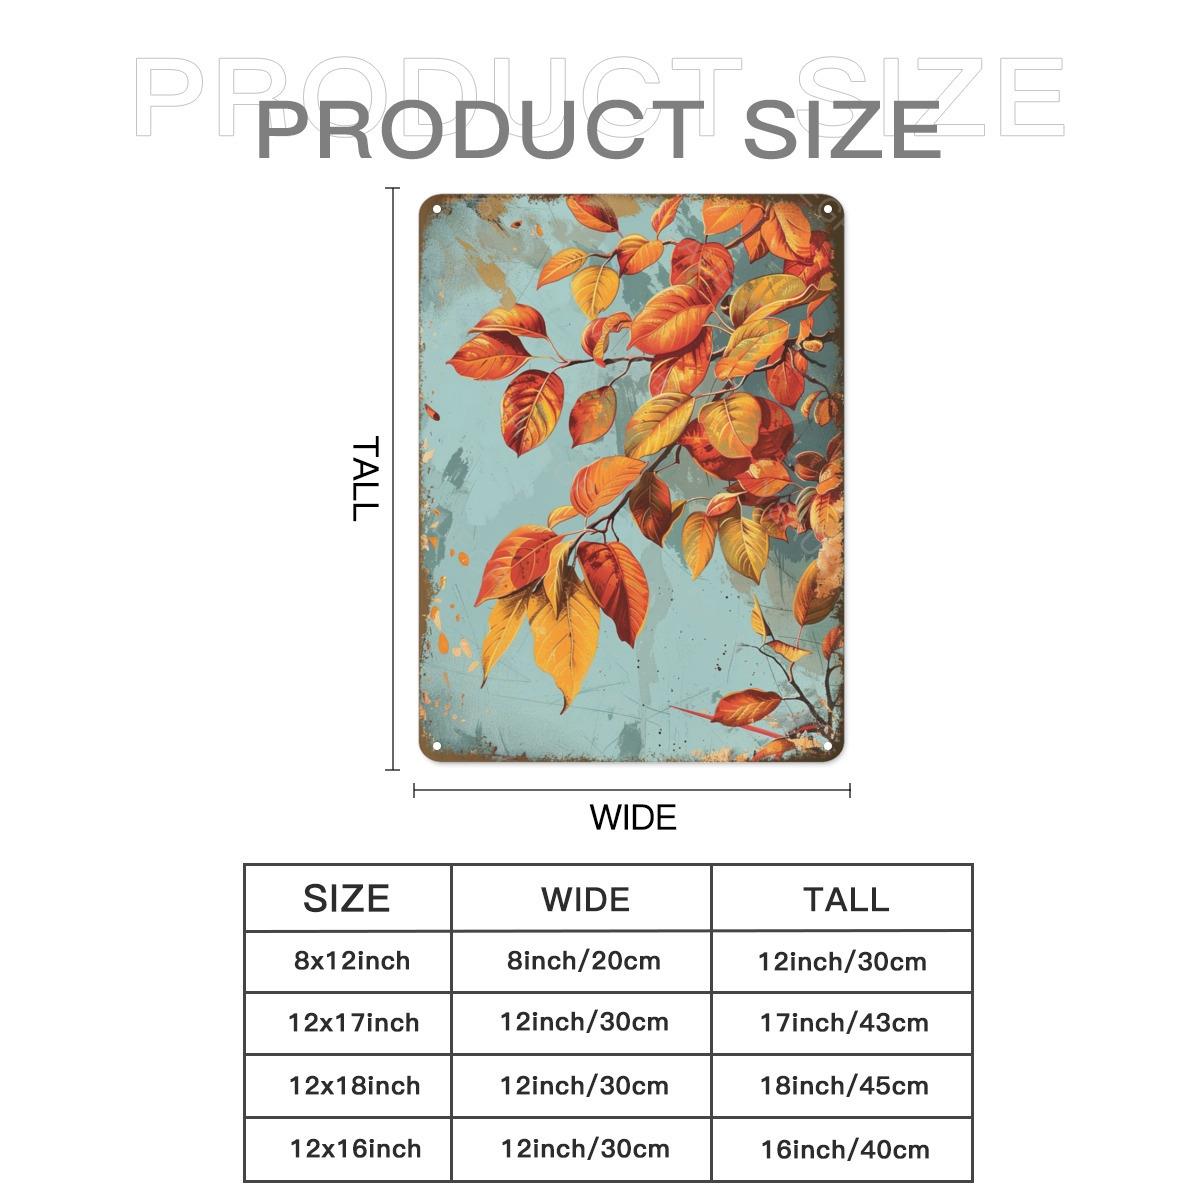 PRODUCT SIZE
PRODUCT SIZE
TALL
WIDE
SIZE WIDE TALL
8x12inch 8inch/20cm 12inch/30cm
12x17inch 12inch/30cm 17inch/43cm
12x18inch 12inch/30cm 18inch/45cm
12x16inch 12inch/30cm 16inch/40cm